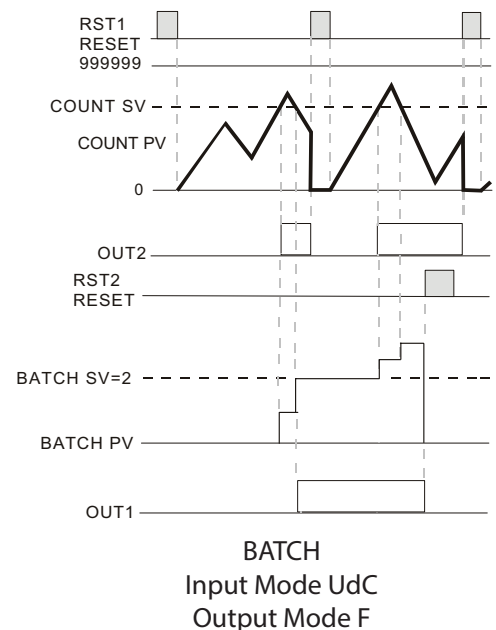 RST1
RESET
999999
COUNT SV
COUNT PV
0
OUT2
RST2
RESET
BATCH SV=2
BATCH PV
OUT1
BATCH
Input Mode UdC
Output Mode F